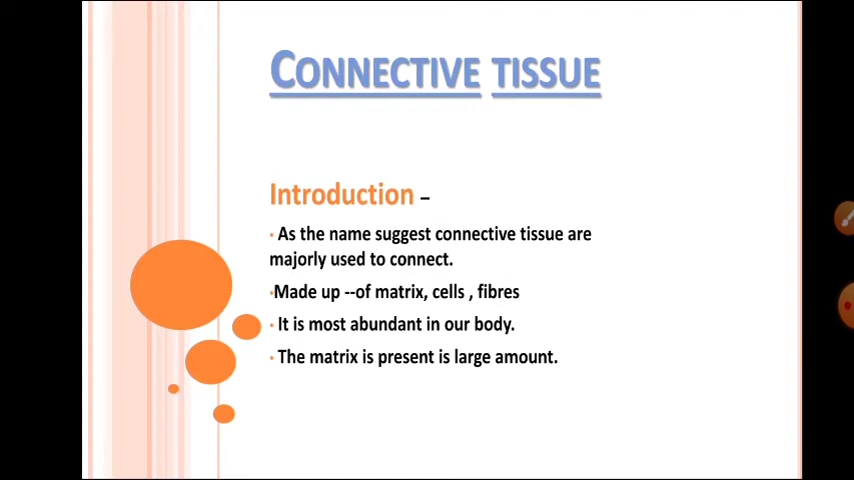 CONNECTIVE TISSUE
Introduction –
• As the name suggest connective tissue are
majorly used to connect.
•Made up --of matrix, cells , fibres
• It is most abundant in our body.
• The matrix is present is large amount.